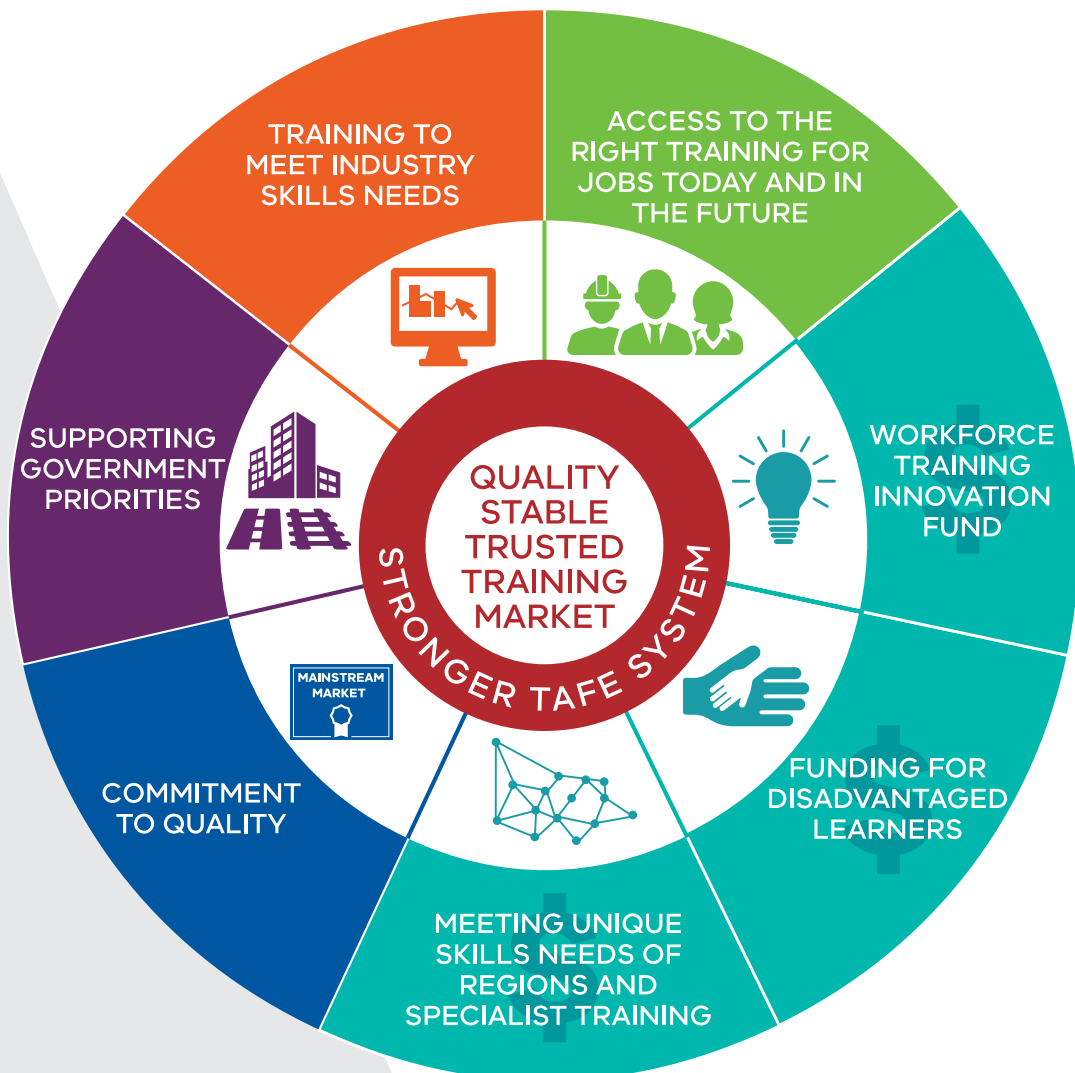 TRAINING TO
MEET INDUSTRY
SKILLS NEEDS
ACCESS TO THE
RIGHT TRAINING FOR
JOBS TODAY AND IN
THE FUTURE
WORKFORCE
TRAINING
INNOVATION
FUND
$
FUNDING FOR
DISADVANTAGED
LEARNERS
$
MEETING UNIQUE
SKILLS NEEDS OF
REGIONS AND
SPECIALIST TRAINING
$
COMMITMENT
TO QUALITY
MAINSTREAM
MARKET
SUPPORTING
GOVERNMENT
PRIORITIES
QUALITY
STABLE
TRUSTED
TRAINING
MARKET
STRONGER TAFE SYSTEM